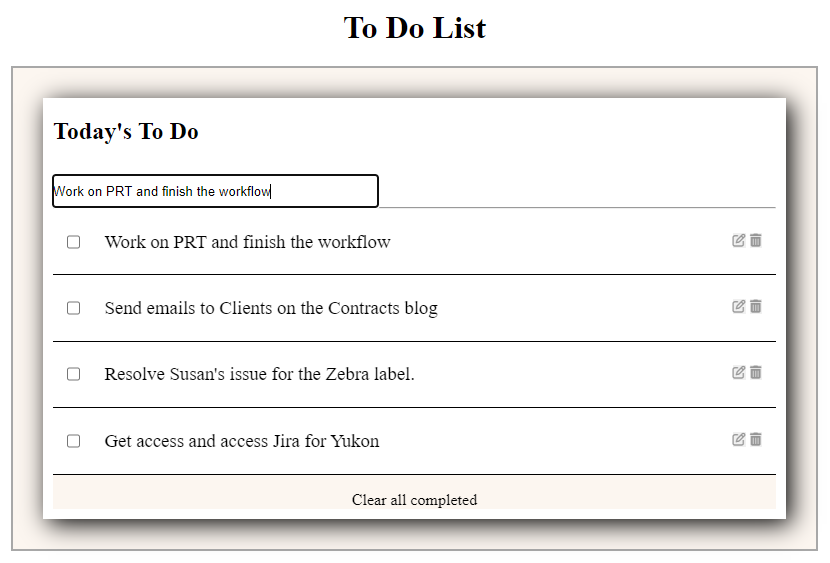 To Do List
Today's To Do
Work on PRT and finish the workflow
Work on PRT and finish the workflow
Send emails to Clients on the Contracts blog
Resolve Susan's issue for the Zebra label.
Get access and access Jira for Yukon
Clear all completed